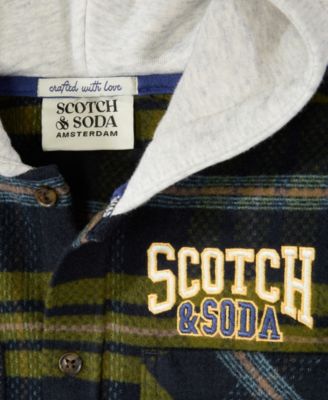 crafted with love
SCOTCH
& SODA
AMSTERDAM
SCOTCH
& SODA